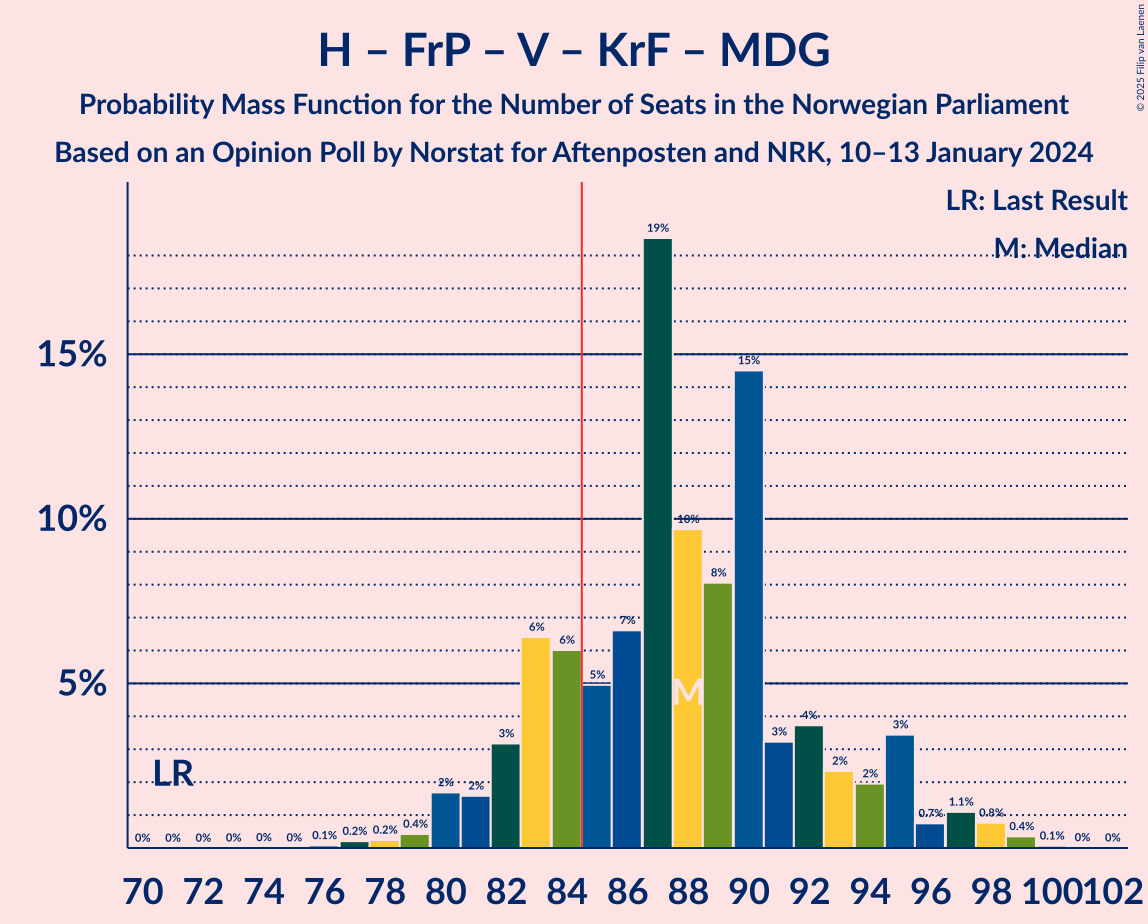 H – FrP – V – KrF – MDG
Probability Mass Function for the Number of Seats in the Norwegian Parliament
Based on an Opinion Poll by Norstat for Aftenposten and NRK, 10–13 January 2024
© 2025 Filip van Laenen
LR: Last Result
M: Median
15%
10%
5%
0% 0% 0% 0% 0% 0% 0.1% 0.2% 0.2% 0.4% 2% 2% 3% 6% 6% 5% 7% 19% 10% 8% 15% 3% 4% 2% 2% 3% 0.7% 1.1% 0.8% 0.4% 0.1% 0% 0%
LR
M
70 72 74 76 78 80 82 84 86 88 90 92 94 96 98 100 102